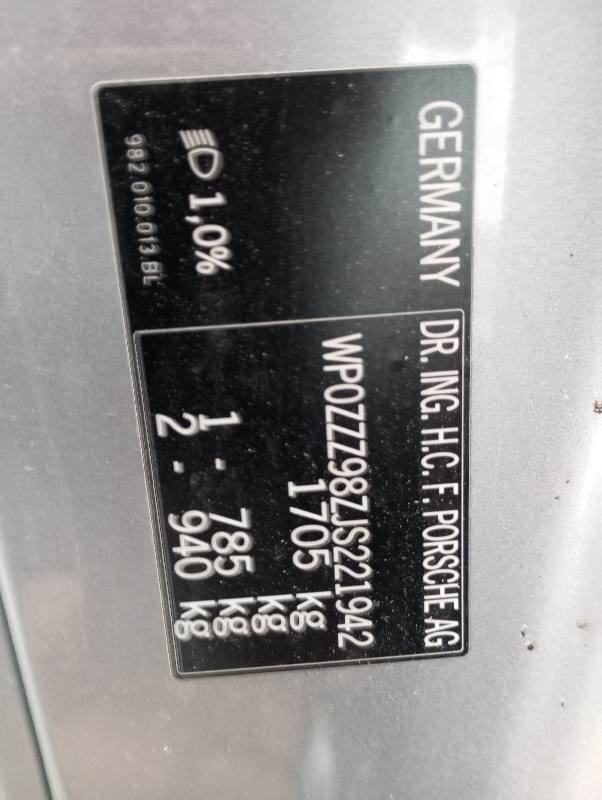 GERMANY DR. ING. H.C. F. PORSCHE AG
WP0ZZZ98ZJS221942
1705 kg
kg
1 - 785 kg
2 - 940 kg
1,0%
982.010.013.BL